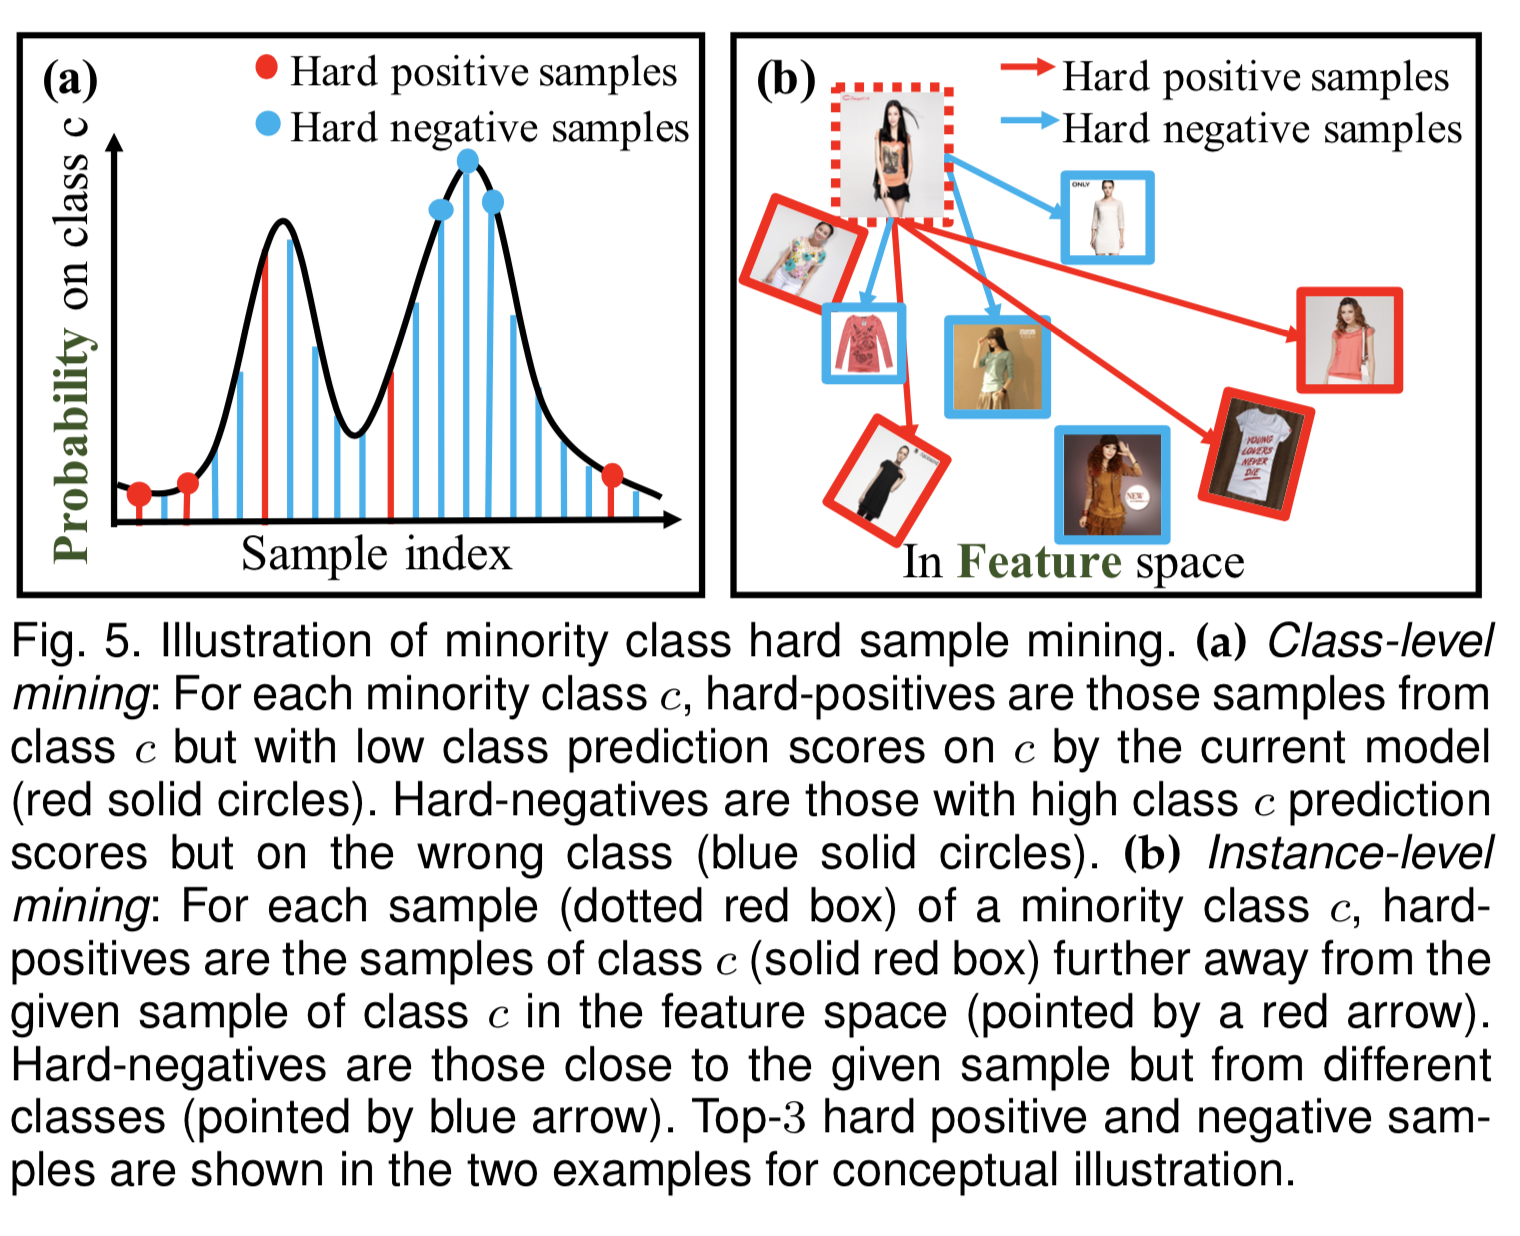 (a)
Hard positive samples
Hard negative samples
Probability on class c
Sample index
(b)
Hard positive samples
Hard negative samples
ONLY
YOUNG
LOVERS
NEVER
DIE
NEW
In Feature space
Fig. 5. Illustration of minority class hard sample mining. (a) Class-level
mining: For each minority class c, hard-positives are those samples from
class c but with low class prediction scores on c by the current model
(red solid circles). Hard-negatives are those with high class c prediction
scores but on the wrong class (blue solid circles). (b) Instance-level
mining: For each sample (dotted red box) of a minority class c, hard-
positives are the samples of class c (solid red box) further away from the
given sample of class c in the feature space (pointed by a red arrow).
Hard-negatives are those close to the given sample but from different
classes (pointed by blue arrow). Top-3 hard positive and negative sam-
ples are shown in the two examples for conceptual illustration.